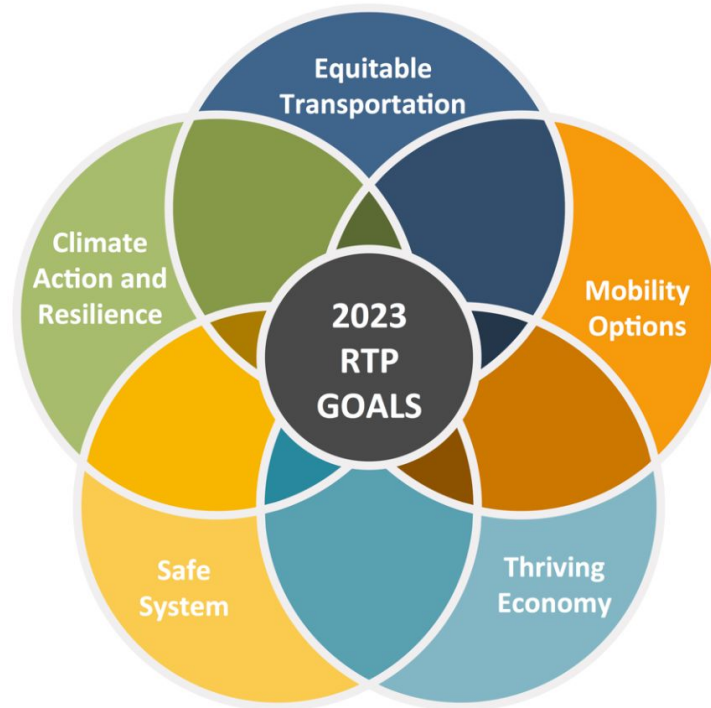 Equitable
Transportation
Climate
Action and
Resilience
Mobility
Options
2023
RTP
GOALS
Safe
System
Thriving
Economy